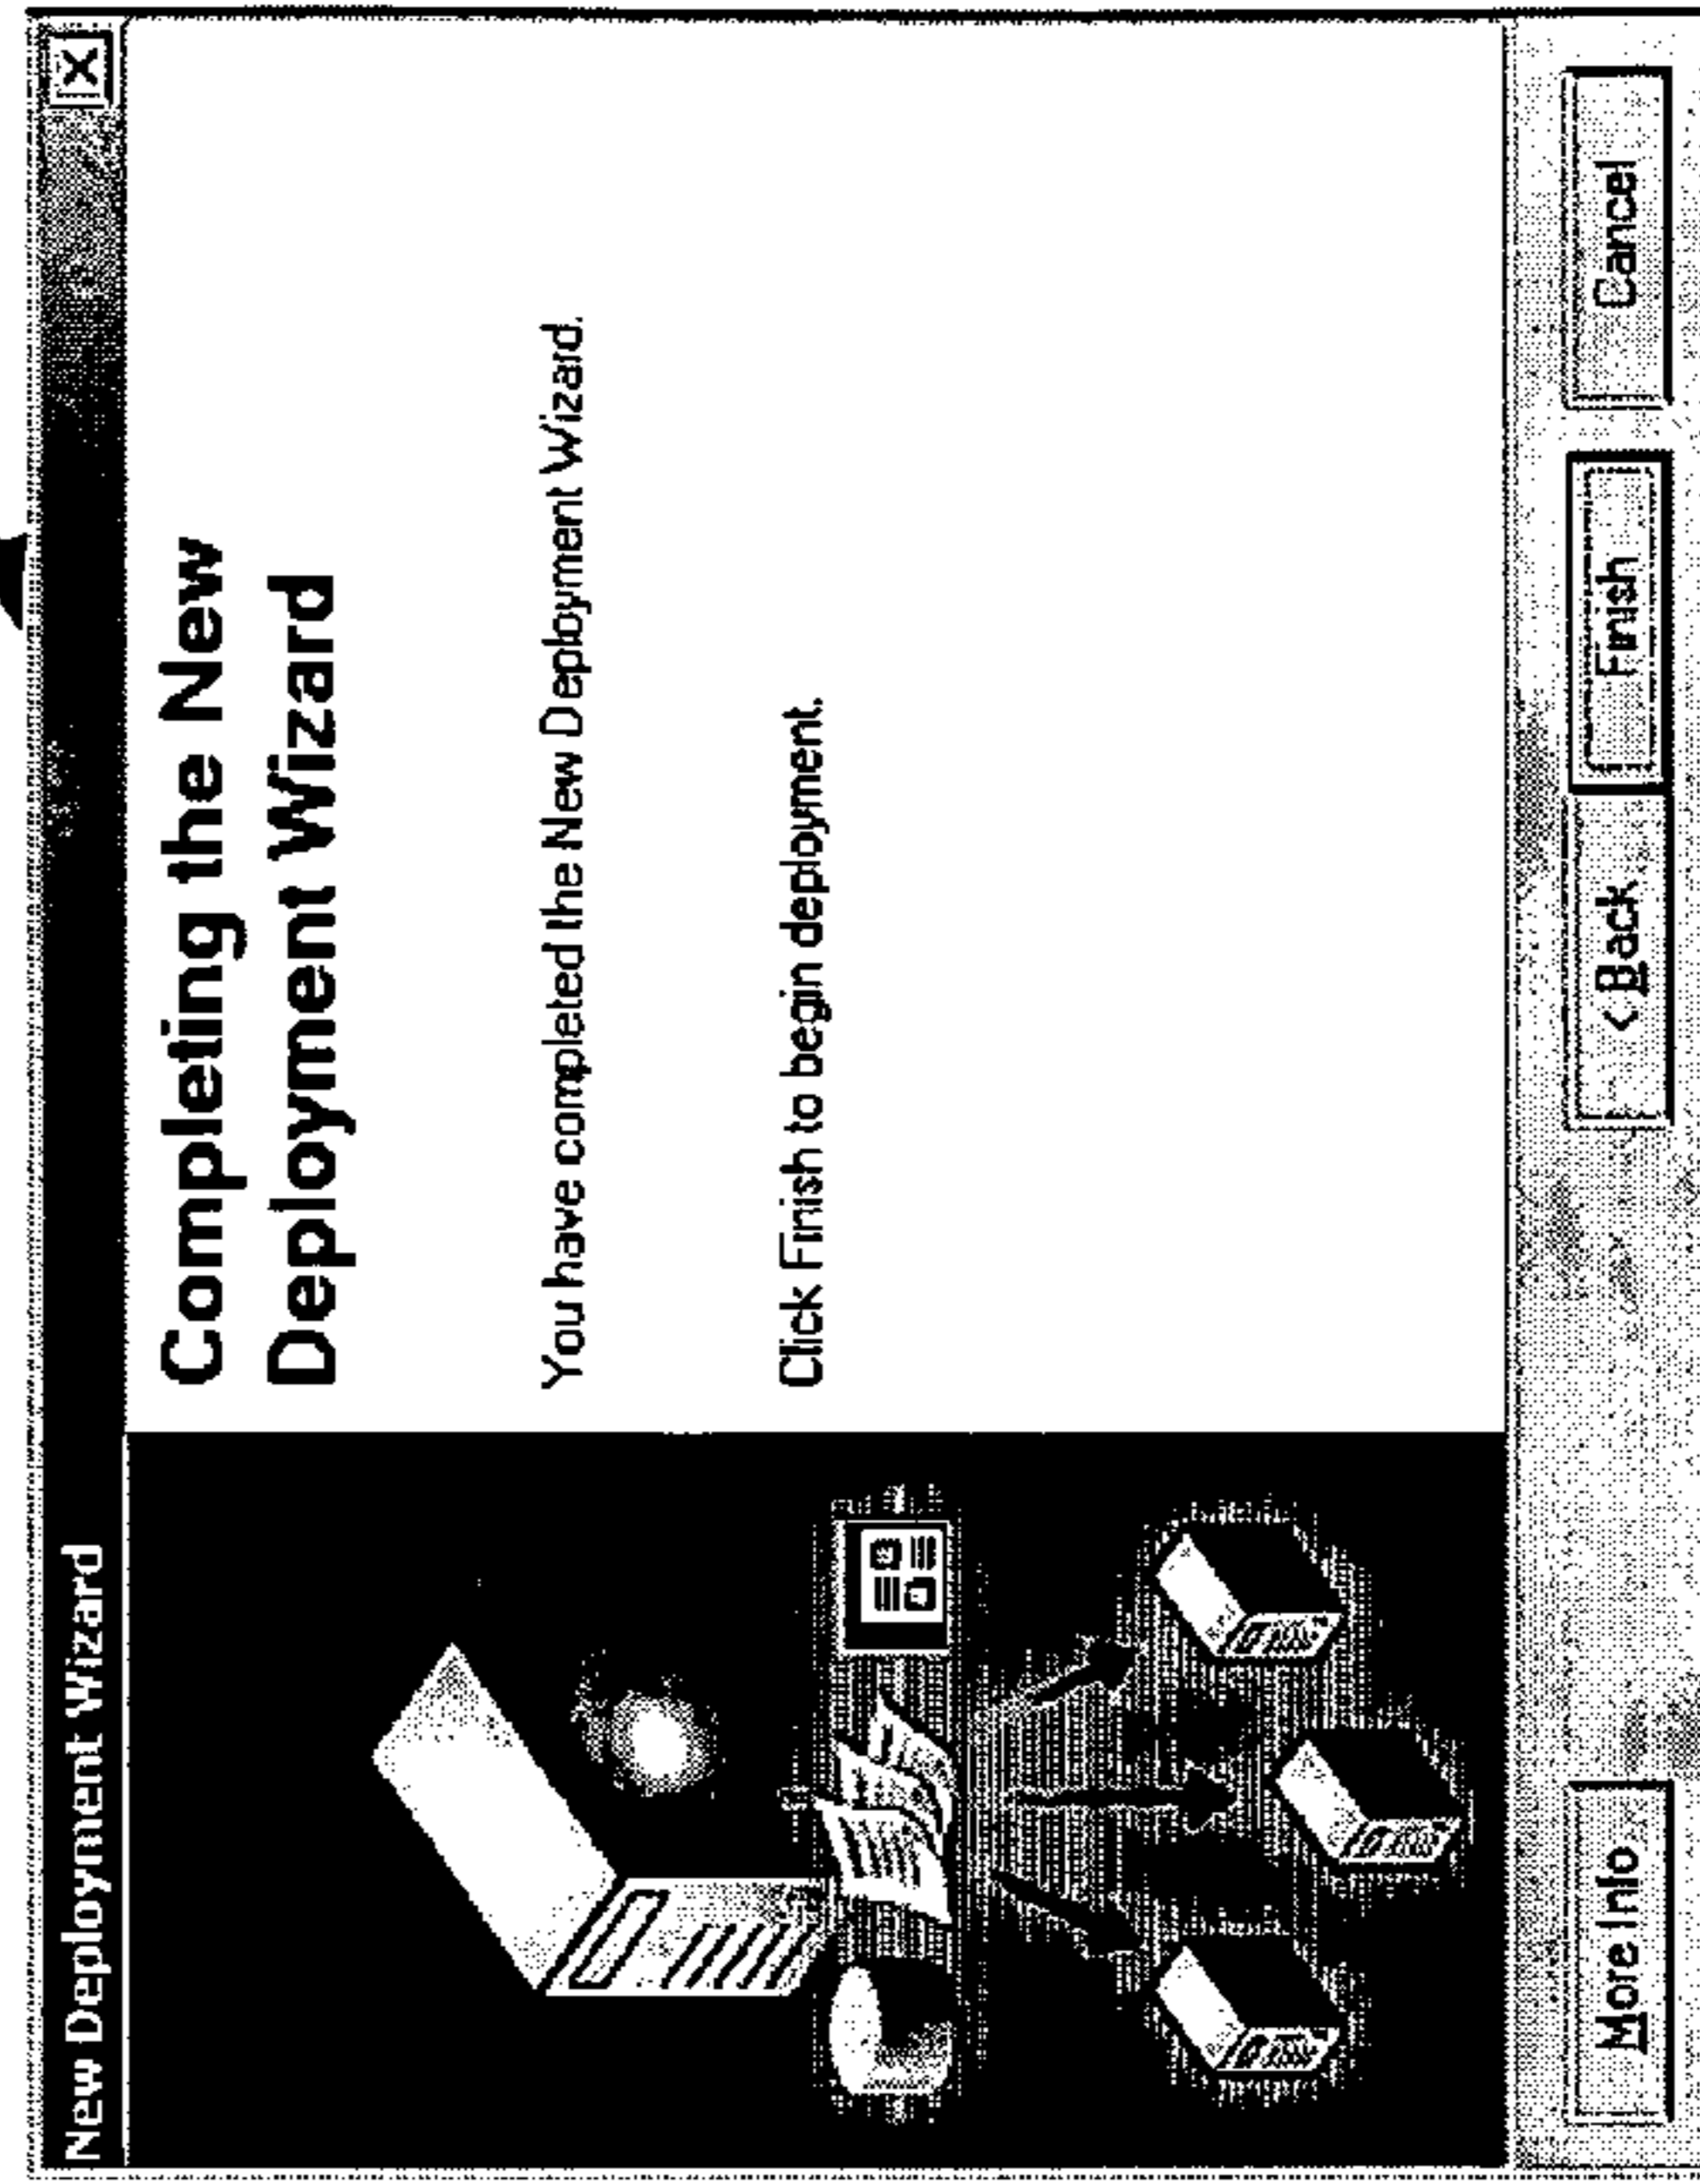 New Deployment Wizard
Completing the New
Deployment Wizard
You have completed the New Deployment Wizard.
Click Finish to begin deployment.
More Info
< Back
Finish
Cancel